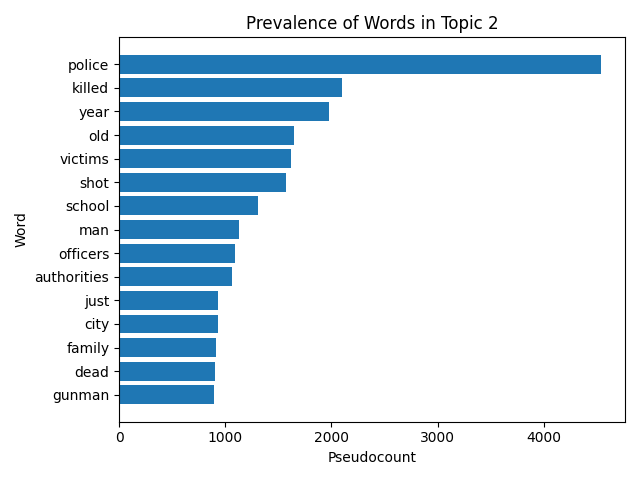 Prevalence of Words in Topic 2
police
killed
year
old
victims
shot
school
man
officers
authorities
just
city
family
dead
gunman
Word
0 1000 2000 3000 4000
Pseudocount